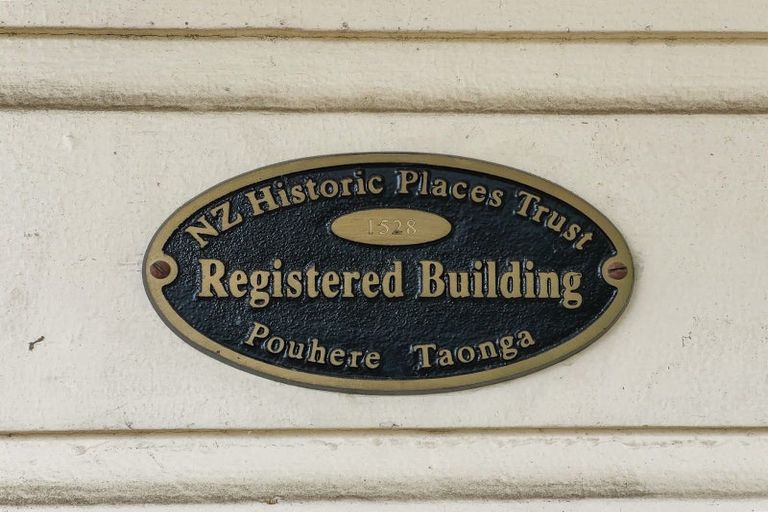 NZ Historic Places Trust
1528
Registered Building
Pouhere Taonga